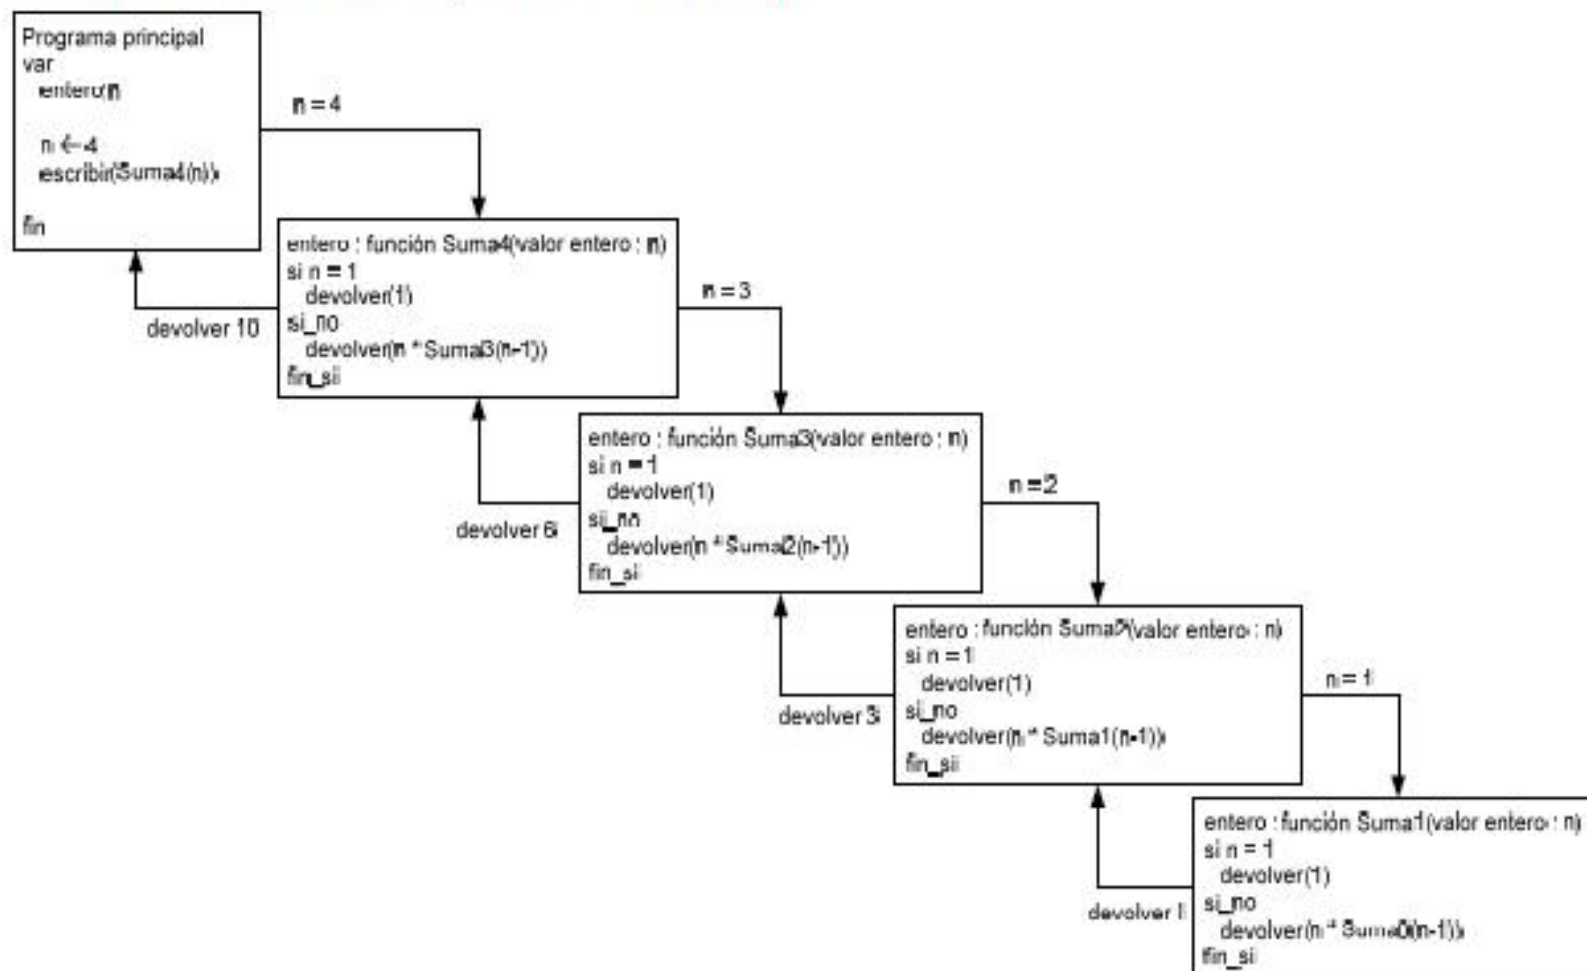 Programa principal
var
entero n
n ← 4
escribir(Suma4(n))
fin
n = 4
entero : función Suma4(valor entero : n)
si n = 1
devolver(1)
si_no
devolver(n * Suma3(n-1))
fin_si
devolver 10
n = 3
entero : función Suma3(valor entero : n)
si n = 1
devolver(1)
si_no
devolver(n * Suma2(n-1))
fin_si
devolver 6
n = 2
entero : función Suma2(valor entero : n)
si n = 1
devolver(1)
si_no
devolver(n * Suma1(n-1))
fin_si
devolver 3
n = 1
entero : función Suma1(valor entero : n)
si n = 1
devolver(1)
si_no
devolver(n * Suma0(n-1))
fin_si
devolver 1